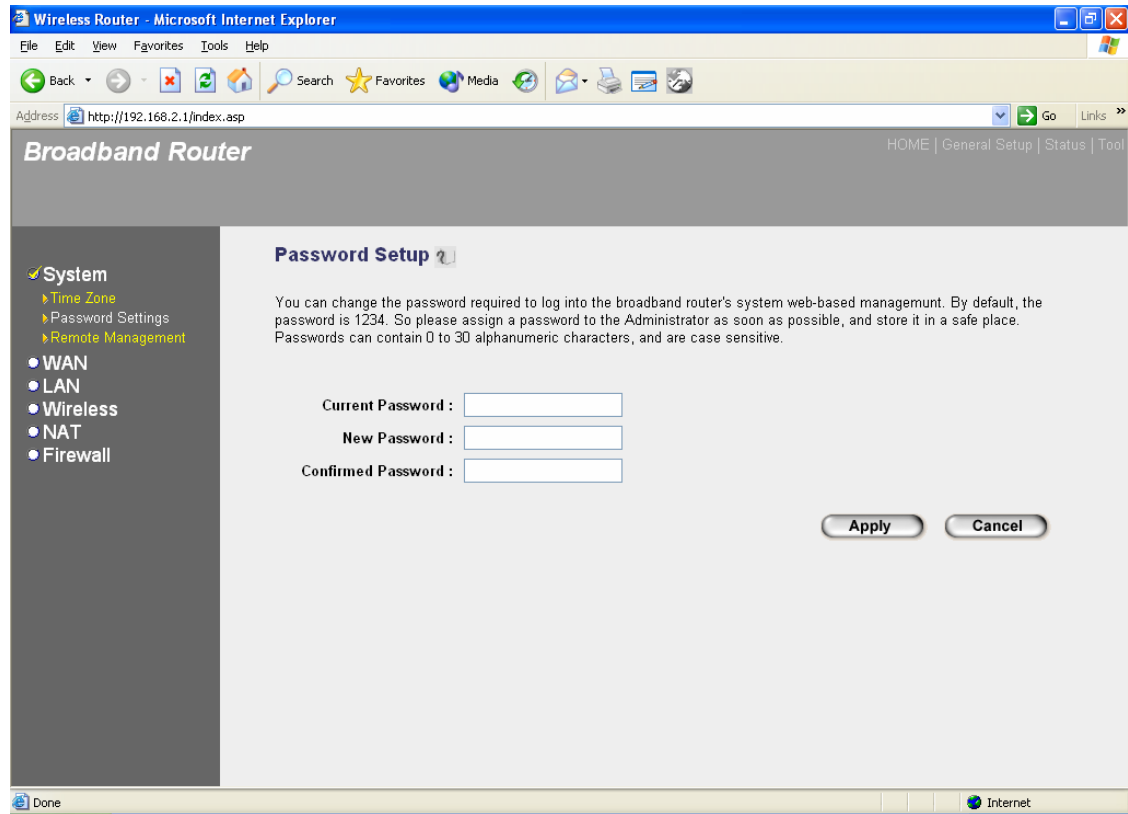 Wireless Router - Microsoft Internet Explorer
File Edit View Favorites Tools Help
Back Search Favorites Media
Address http://192.168.2.1/index.asp Go Links »
Broadband Router
HOME | General Setup | Status | Tool
System
Time Zone
Password Settings
Remote Management
WAN
LAN
Wireless
NAT
Firewall
Password Setup
You can change the password required to log into the broadband router's system web-based managemunt. By default, the
password is 1234. So please assign a password to the Administrator as soon as possible, and store it in a safe place.
Passwords can contain 0 to 30 alphanumeric characters, and are case sensitive.
Current Password :
New Password :
Confirmed Password :
Apply Cancel
Done Internet